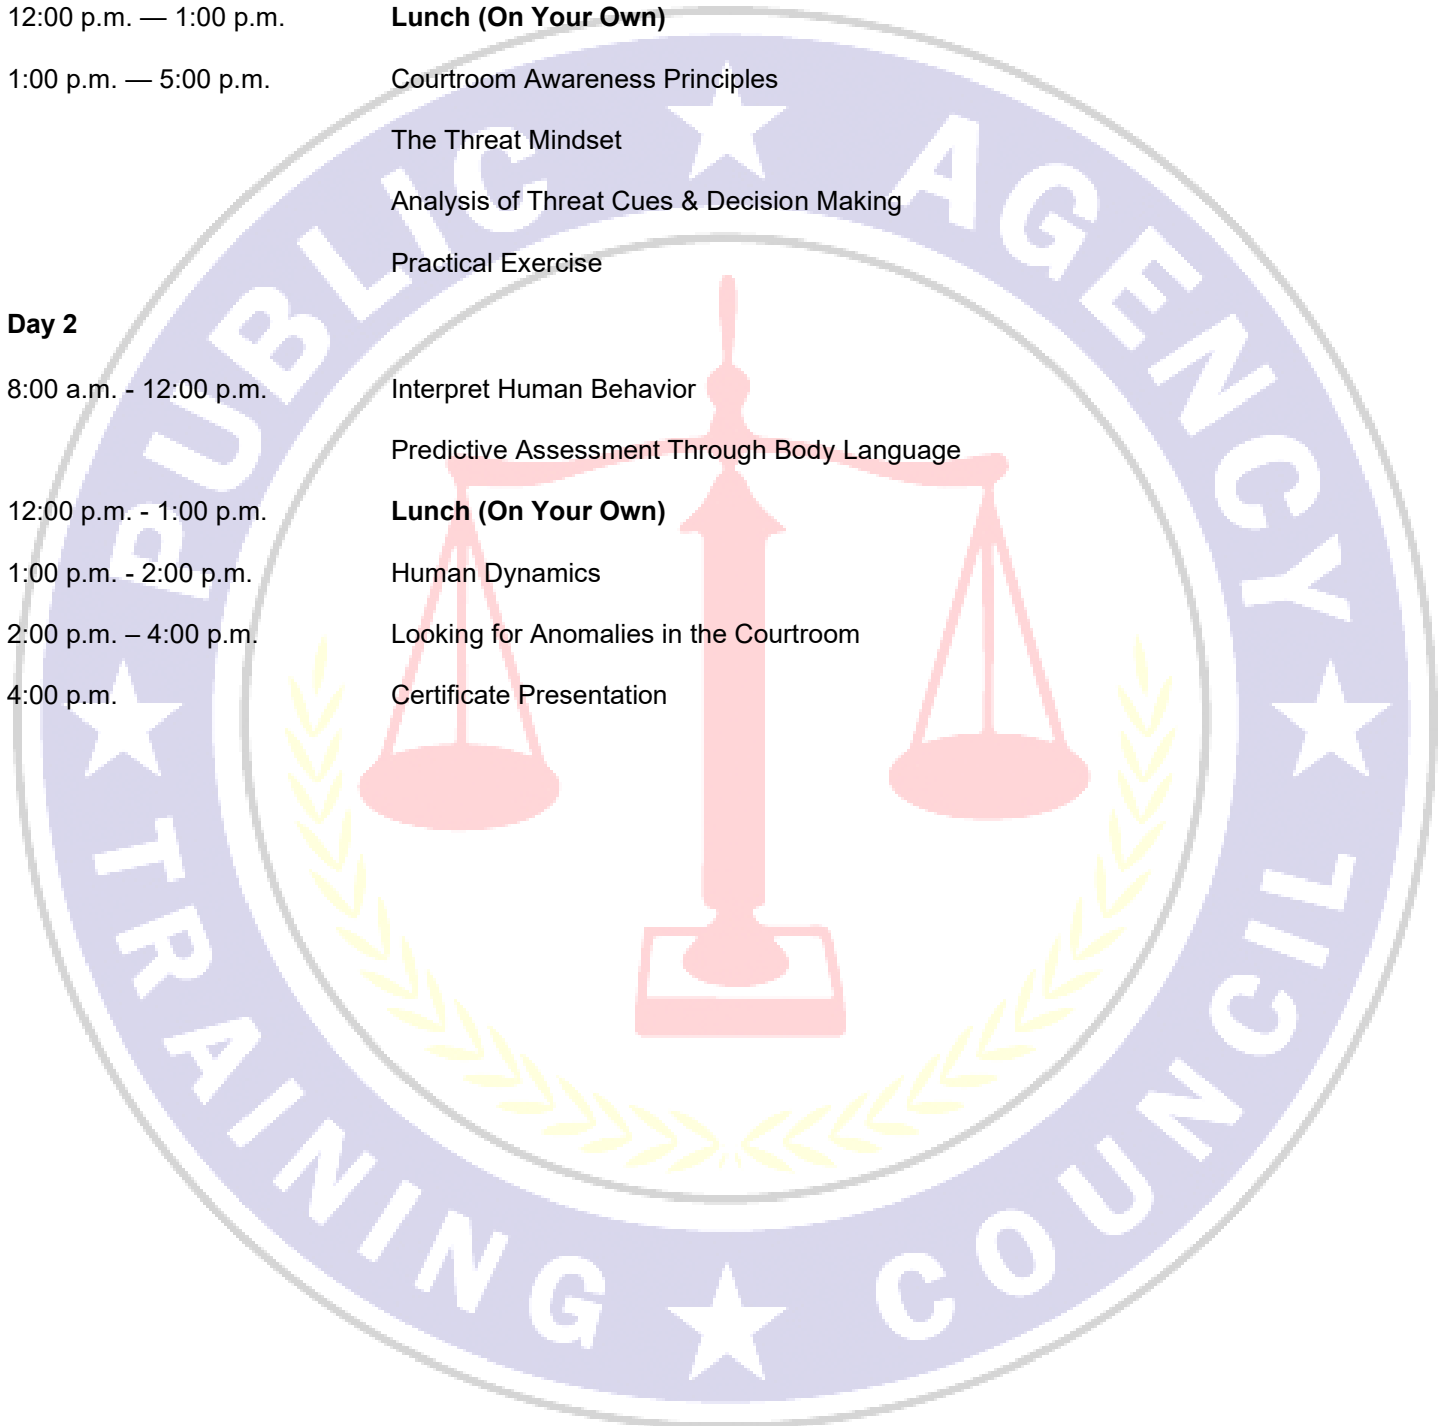 12:00 p.m. — 1:00 p.m. Lunch (On Your Own)
1:00 p.m. — 5:00 p.m. Courtroom Awareness Principles
The Threat Mindset
Analysis of Threat Cues & Decision Making
Practical Exercise
Day 2
8:00 a.m. - 12:00 p.m. Interpret Human Behavior
Predictive Assessment Through Body Language
12:00 p.m. - 1:00 p.m. Lunch (On Your Own)
1:00 p.m. - 2:00 p.m. Human Dynamics
2:00 p.m. – 4:00 p.m. Looking for Anomalies in the Courtroom
4:00 p.m. Certificate Presentation
PUBLIC AGENCY
TRAINING COUNCIL